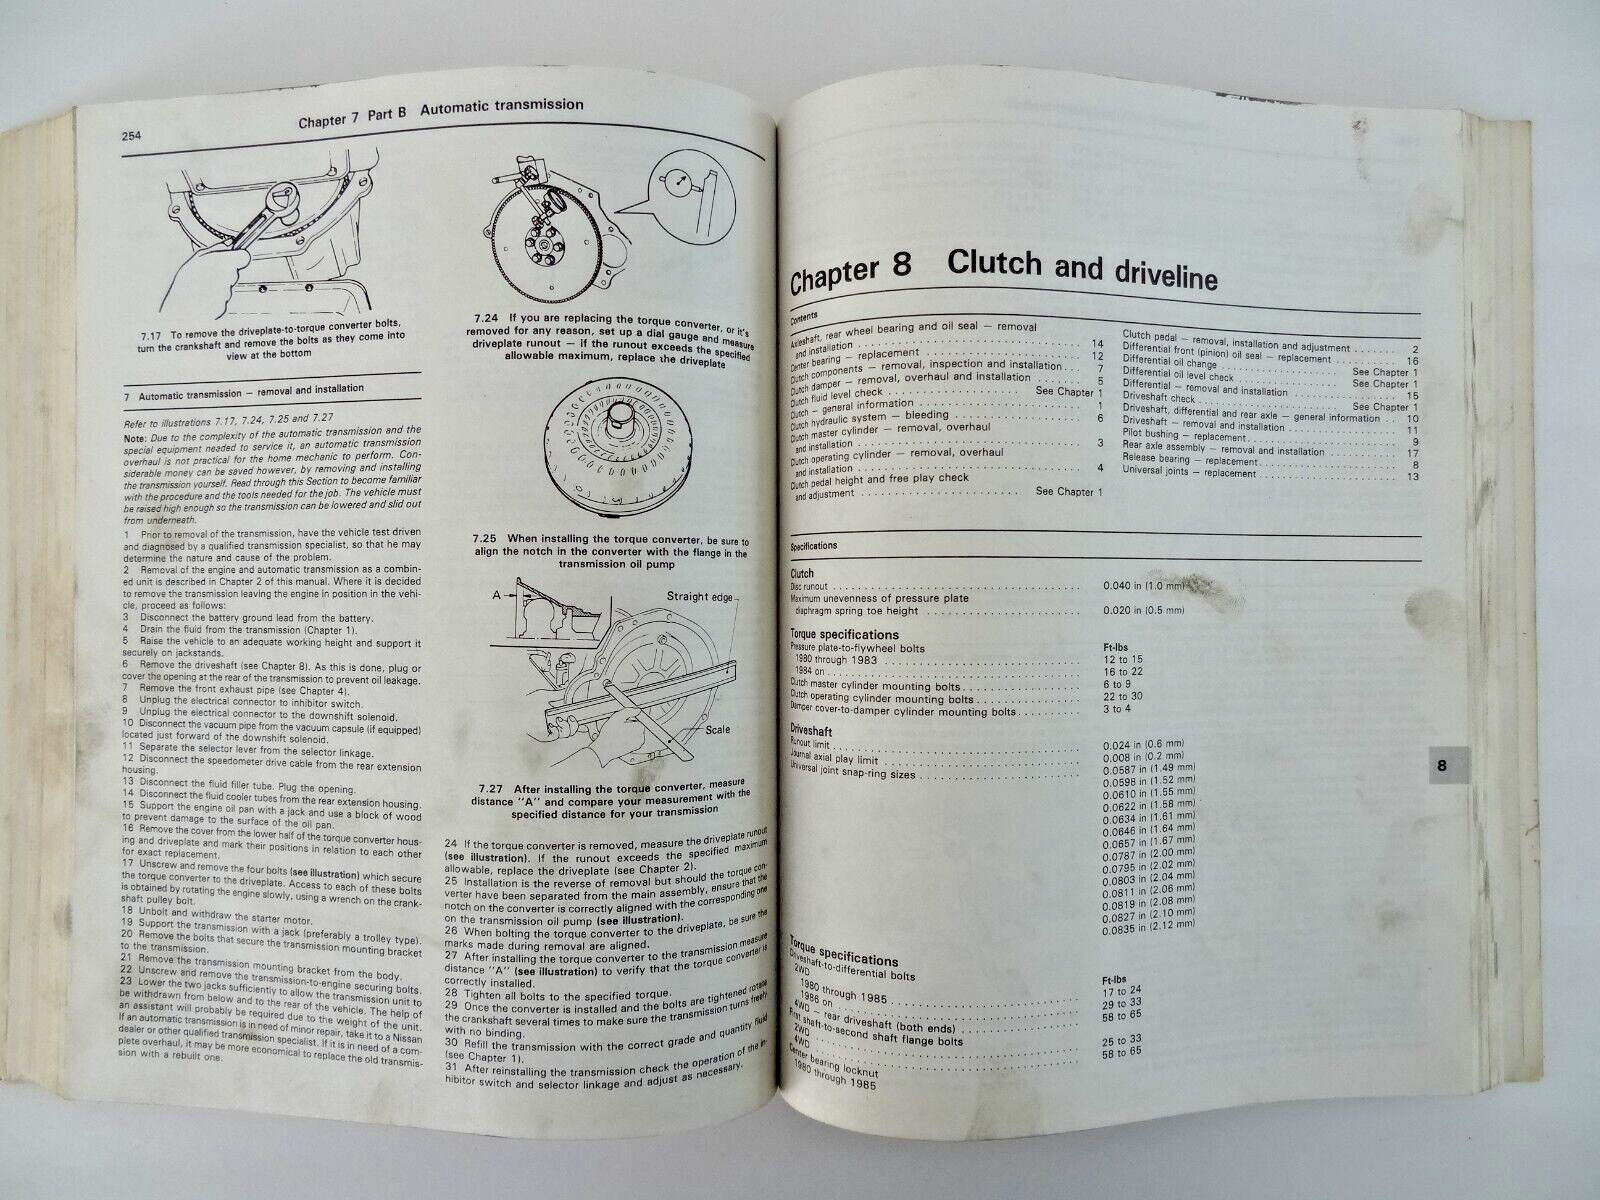 254
Chapter 7 Part B Automatic transmission
7.17 To remove the driveplate-to-torque converter bolts,
turn the crankshaft and remove the bolts as they come into
view at the bottom
7 Automatic transmission — removal and installation
Refer to illustrations 7.17, 7.24, 7.25 and 7.27
Note: Due to the complexity of the automatic transmission and the
special equipment needed to service it, an automatic transmission
overhaul is not practical for the home mechanic to perform. Con-
siderable money can be saved however, by removing and installing
the transmission yourself. Read through this Section to become familiar
with the procedure and the tools needed for the job. The vehicle must
be raised high enough so the transmission can be lowered and slid out
from underneath.
1 Prior to removal of the transmission, have the vehicle test driven
and diagnosed by a qualified transmission specialist, so that he may
determine the nature and cause of the problem.
2 Removal of the engine and automatic transmission as a combin-
ed unit is described in Chapter 2 of this manual. Where it is decided
to remove the transmission leaving the engine in position in the vehi-
cle, proceed as follows:
3 Disconnect the battery ground lead from the battery.
4 Drain the fluid from the transmission (Chapter 1).
5 Raise the vehicle to an adequate working height and support it
securely on jackstands.
6 Remove the driveshaft (see Chapter 8). As this is done, plug or
cover the opening at the rear of the transmission to prevent oil leakage.
7 Remove the front exhaust pipe (see Chapter 4).
8 Unplug the electrical connector to inhibitor switch.
9 Unplug the electrical connector to the downshift solenoid.
10 Disconnect the vacuum pipe from the vacuum capsule (if equipped)
located just forward of the downshift solenoid.
11 Separate the selector lever from the selector linkage.
12 Disconnect the speedometer drive cable from the rear extension
housing.
13 Disconnect the fluid filler tube. Plug the opening.
14 Disconnect the fluid cooler tubes from the rear extension housing.
15 Support the engine oil pan with a jack and use a block of wood
to prevent damage to the surface of the oil pan.
16 Remove the cover from the lower half of the torque converter hous-
ing and driveplate and mark their positions in relation to each other
for exact replacement.
17 Unscrew and remove the four bolts (see illustration) which secure
the torque converter to the driveplate. Access to each of these bolts
is obtained by rotating the engine slowly, using a wrench on the crank-
shaft pulley bolt.
18 Unbolt and withdraw the starter motor.
19 Support the transmission with a jack (preferably a trolley type).
20 Remove the bolts that secure the transmission mounting bracket
to the transmission.
21 Remove the transmission mounting bracket from the body.
22 Unscrew and remove the transmission-to-engine securing bolts.
23 Lower the two jacks sufficiently to allow the transmission unit to
be withdrawn from below and to the rear of the vehicle. The help of
an assistant will probably be required due to the weight of the unit.
If an automatic transmission is in need of minor repair, take it to a Nissan
dealer or other qualified transmission specialist. If it is in need of a com-
plete overhaul, it may be more economical to replace the old transmis-
sion with a rebuilt one.
7.24 If you are replacing the torque converter, or it's
removed for any reason, set up a dial gauge and measure
driveplate runout — if the runout exceeds the specified
allowable maximum, replace the driveplate
7.25 When installing the torque converter, be sure to
align the notch in the converter with the flange in the
transmission oil pump
A
Straight edge
Scale
7.27 After installing the torque converter, measure
distance "A" and compare your measurement with the
specified distance for your transmission
24 If the torque converter is removed, measure the driveplate runout
(see illustration). If the runout exceeds the specified maximum
allowable, replace the driveplate (see Chapter 2).
25 Installation is the reverse of removal but should the torque con-
verter have been separated from the main assembly, ensure that the
notch on the converter is correctly aligned with the corresponding one
on the transmission oil pump (see illustration).
26 When bolting the torque converter to the driveplate, be sure the
marks made during removal are aligned.
27 After installing the torque converter to the transmission measure
distance "A" (see illustration) to verify that the torque converter is
correctly installed.
28 Tighten all bolts to the specified torque.
29 Once the converter is installed and the bolts are tightened rotate
the crankshaft several times to make sure the transmission turns freely
with no binding.
30 Refill the transmission with the correct grade and quantity fluid
(see Chapter 1).
31 After reinstalling the transmission check the operation of the in-
hibitor switch and selector linkage and adjust as necessary.
Chapter 8 Clutch and driveline
Contents
Axleshaft, rear wheel bearing and oil seal — removal
and installation 14
Center bearing — replacement 12
Clutch components — removal, inspection and installation 7
Clutch damper — removal, overhaul and installation 5
Clutch fluid level check See Chapter 1
Clutch — general information 1
Clutch hydraulic system — bleeding 6
Clutch master cylinder — removal, overhaul
and installation 3
Clutch operating cylinder — removal, overhaul
and installation 4
Clutch pedal height and free play check
and adjustment See Chapter 1
Clutch pedal — removal, installation and adjustment 2
Differential front (pinion) oil seal — replacement 16
Differential oil change See Chapter 1
Differential oil level check See Chapter 1
Differential — removal and installation 15
Driveshaft check See Chapter 1
Driveshaft, differential and rear axle — general information 10
Driveshaft — removal and installation 11
Pilot bushing — replacement 9
Rear axle assembly — removal and installation 17
Release bearing — replacement 8
Universal joints — replacement 13
Specifications
Clutch
Disc runout 0.040 in (1.0 mm)
Maximum unevenness of pressure plate
diaphragm spring toe height 0.020 in (0.5 mm)
Torque specifications Ft-lbs
Pressure plate-to-flywheel bolts
1980 through 1983 12 to 15
1984 on 16 to 22
Clutch master cylinder mounting bolts 6 to 9
Clutch operating cylinder mounting bolts 22 to 30
Damper cover-to-damper cylinder mounting bolts 3 to 4
Driveshaft
Runout limit 0.024 in (0.6 mm)
Journal axial play limit 0.008 in (0.2 mm)
Universal joint snap-ring sizes 0.0587 in (1.49 mm)
0.0598 in (1.52 mm)
0.0610 in (1.55 mm)
0.0622 in (1.58 mm)
0.0634 in (1.61 mm)
0.0646 in (1.64 mm)
0.0657 in (1.67 mm)
0.0787 in (2.00 mm)
0.0795 in (2.02 mm)
0.0803 in (2.04 mm)
0.0811 in (2.06 mm)
0.0819 in (2.08 mm)
0.0827 in (2.10 mm)
0.0835 in (2.12 mm)
Torque specifications Ft-lbs
Driveshaft-to-differential bolts
2WD
1980 through 1985 17 to 24
1986 on 29 to 33
4WD — rear driveshaft (both ends) 58 to 65
First shaft-to-second shaft flange bolts
2WD 25 to 33
4WD 58 to 65
Center bearing locknut
1980 through 1985
8